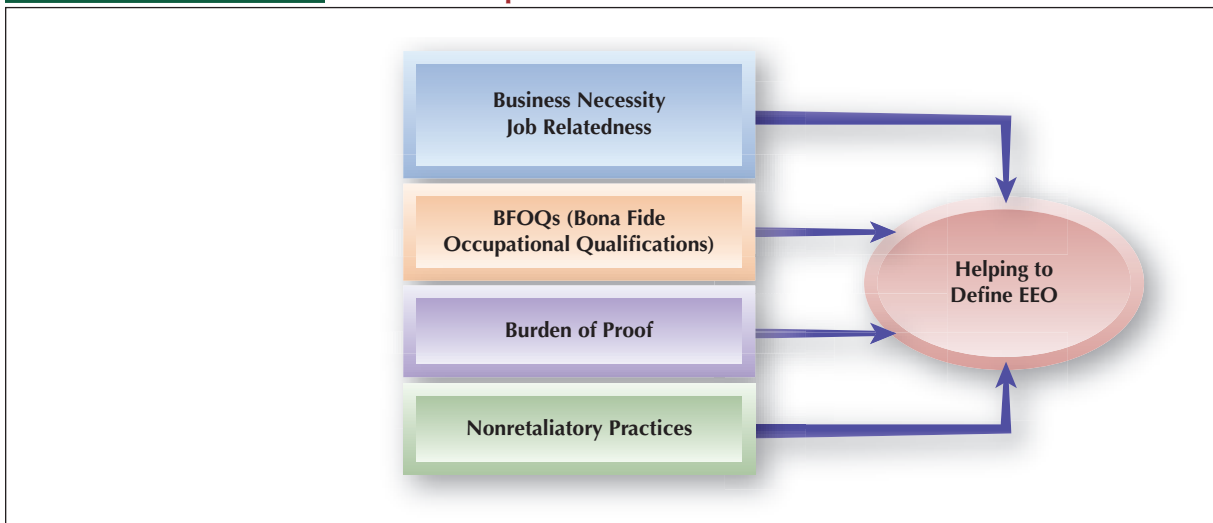 Business Necessity
Job Relatedness
BFOQs (Bona Fide
Occupational Qualifications)
Burden of Proof
Nonretaliatory Practices
Helping to
Define EEO